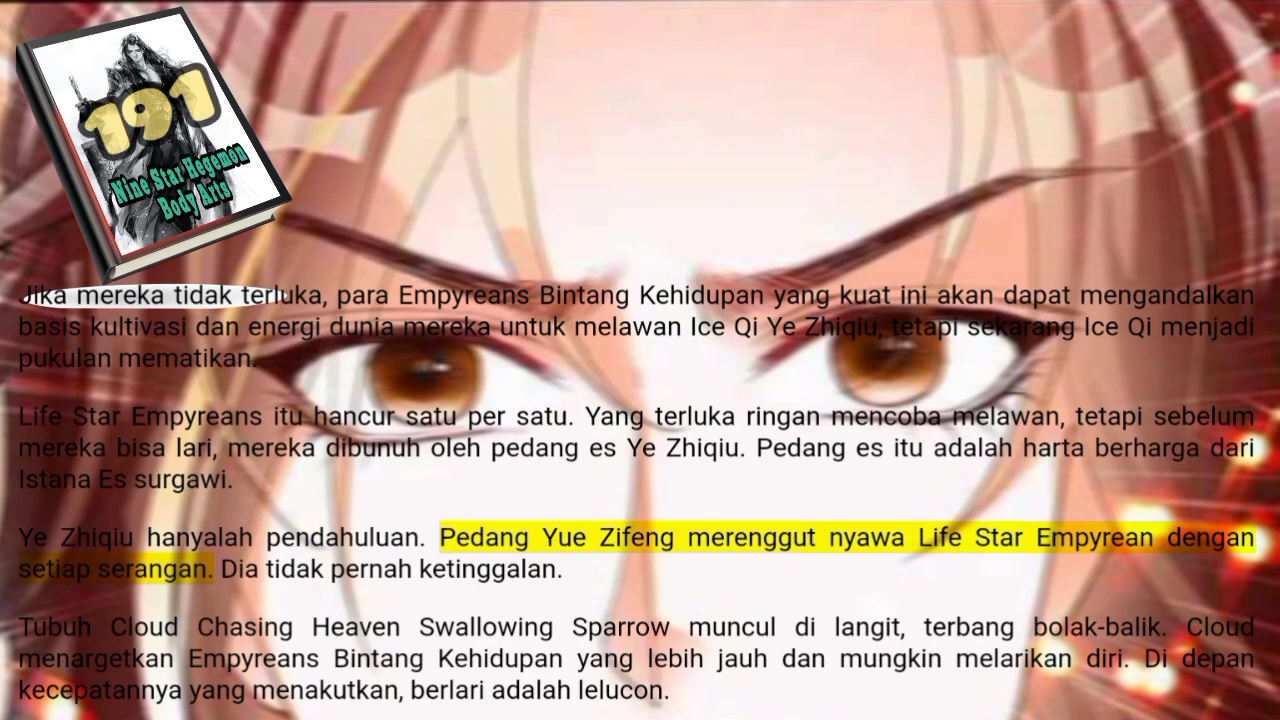 191
Nine Star Hegemon
Body Arts
Jika mereka tidak terluka, para Empyreans Bintang Kehidupan yang kuat ini akan dapat mengandalkan
basis kultivasi dan energi dunia mereka untuk melawan Ice Qi Ye Zhiqiu, tetapi sekarang Ice Qi menjadi
pukulan mematikan.
Life Star Empyreans itu hancur satu per satu. Yang terluka ringan mencoba melawan, tetapi sebelum
mereka bisa lari, mereka dibunuh oleh pedang es Ye Zhiqiu. Pedang es itu adalah harta berharga dari
Istana Es surgawi.
Ye Zhiqiu hanyalah pendahuluan. Pedang Yue Zifeng merenggut nyawa Life Star Empyrean dengan
setiap serangan. Dia tidak pernah ketinggalan.
Tubuh Cloud Chasing Heaven Swallowing Sparrow muncul di langit, terbang bolak-balik. Cloud
menargetkan Empyreans Bintang Kehidupan yang lebih jauh dan mungkin melarikan diri. Di depan
kecepatannya yang menakutkan, berlari adalah lelucon.